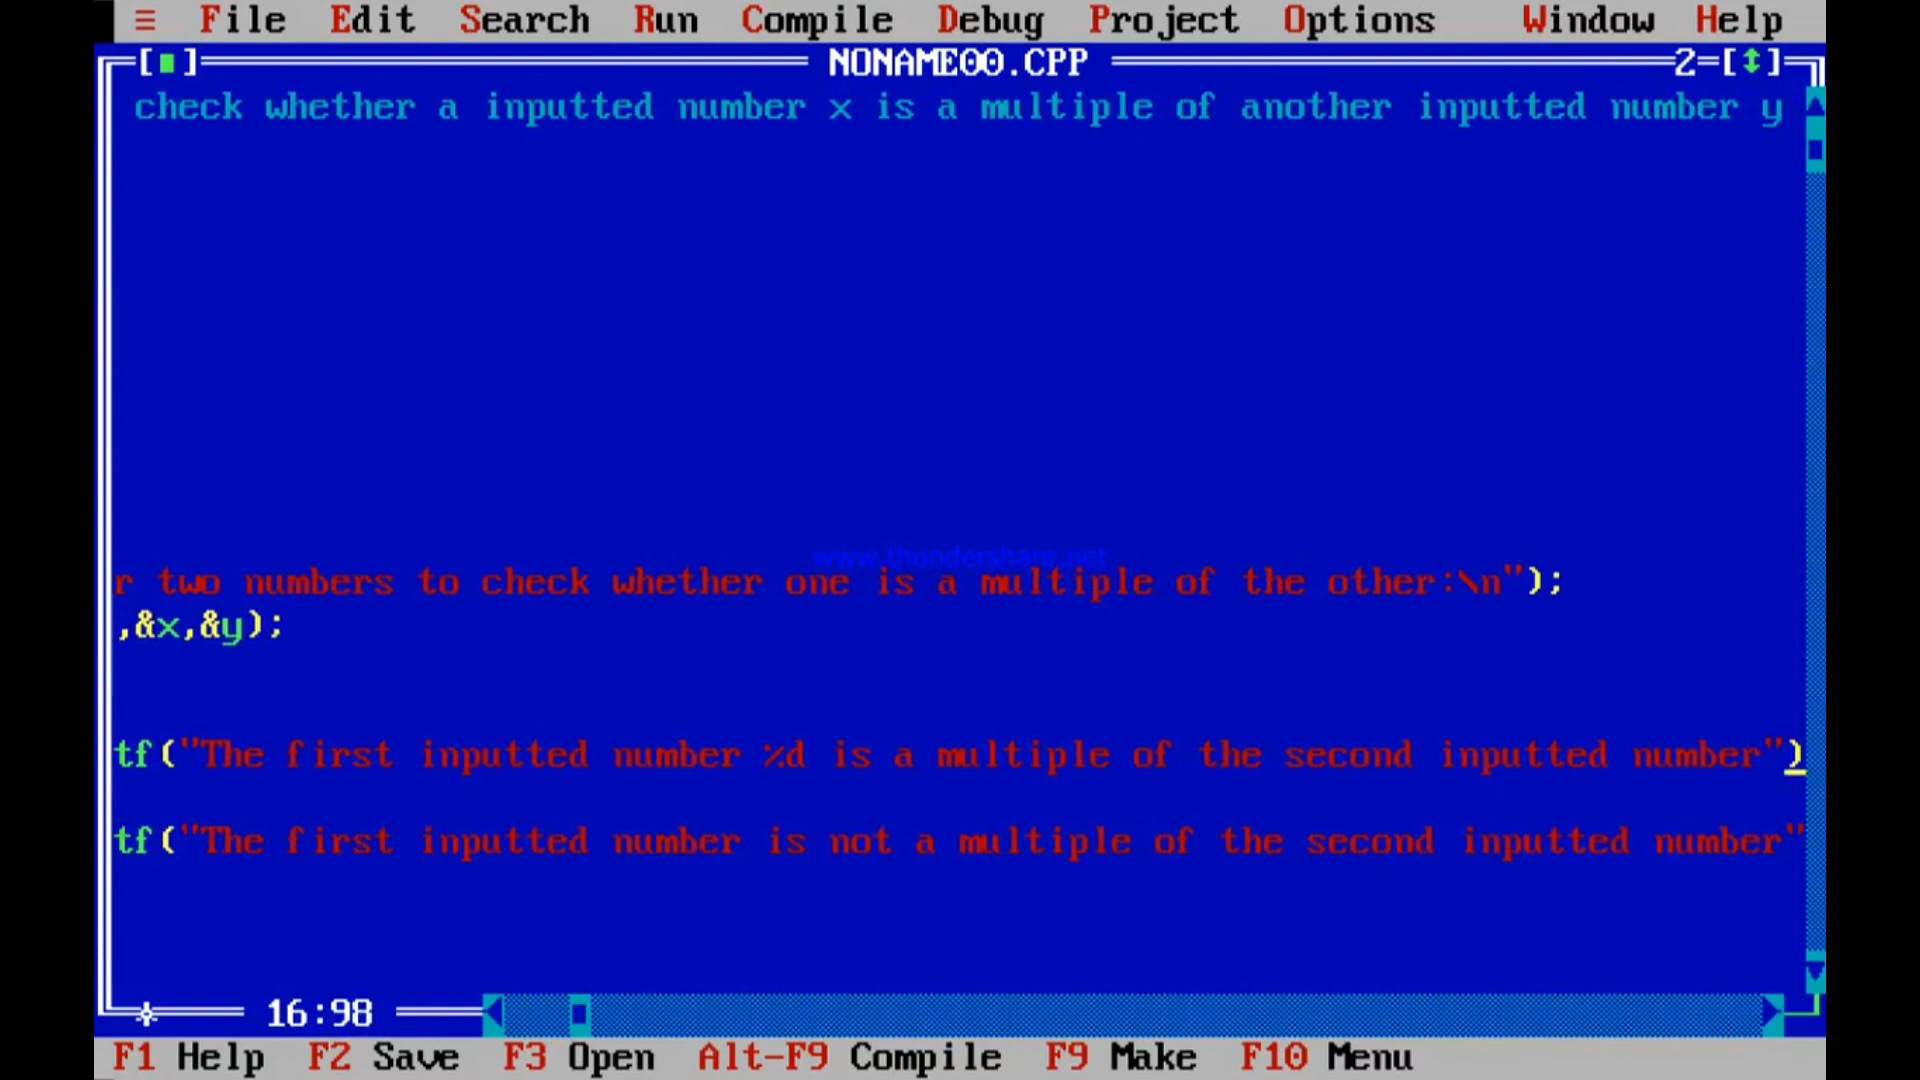 ≡ File Edit Search Run Compile Debug Project Options Window Help
[■] NONAME00.CPP 2=[↕]
check whether a inputted number x is a multiple of another inputted number y
www.thundershare.net
r two numbers to check whether one is a multiple of the other:\n");
,&x,&y);
tf("The first inputted number %d is a multiple of the second inputted number")
tf("The first inputted number is not a multiple of the second inputted number"
16:98
F1 Help F2 Save F3 Open Alt-F9 Compile F9 Make F10 Menu